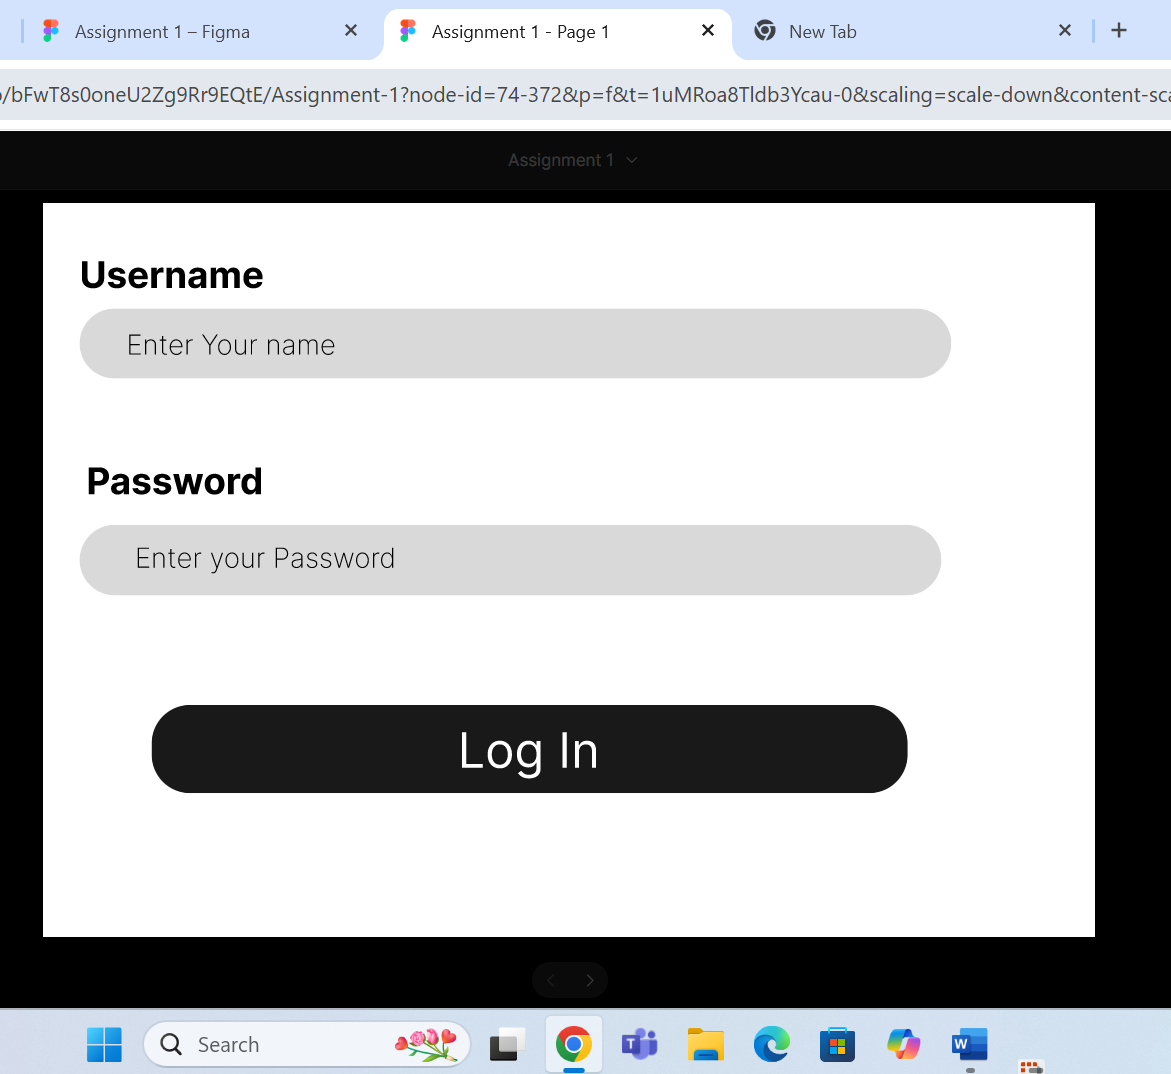 Assignment 1 – Figma
Assignment 1 - Page 1
New Tab
/bFwT8s0oneU2Zg9Rr9EQtE/Assignment-1?node-id=74-372&p=f&t=1uMRoa8Tldb3Ycau-0&scaling=scale-down&content-sca
Assignment 1
Username
Enter Your name
Password
Enter your Password
Log In
Search